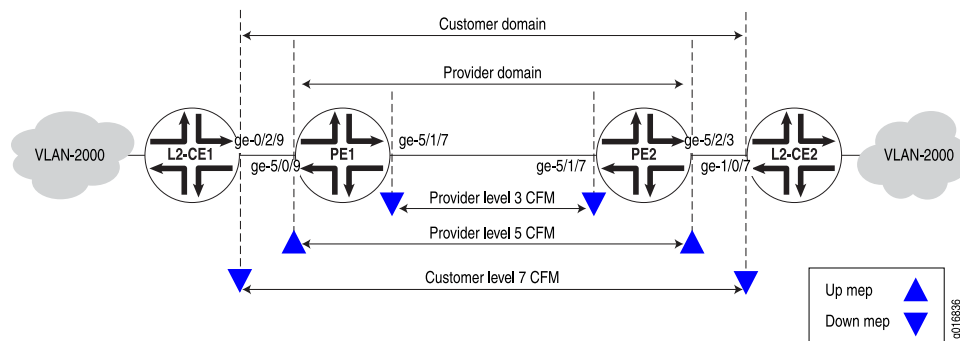 Customer domain
Provider domain
ge-0/2/9
ge-5/1/7
ge-5/2/3
VLAN-2000
L2-CE1
PE1
PE2
L2-CE2
VLAN-2000
ge-5/0/9
ge-5/1/7
ge-1/0/7
Provider level 3 CFM
Provider level 5 CFM
Customer level 7 CFM
Up mep
Down mep
g016836